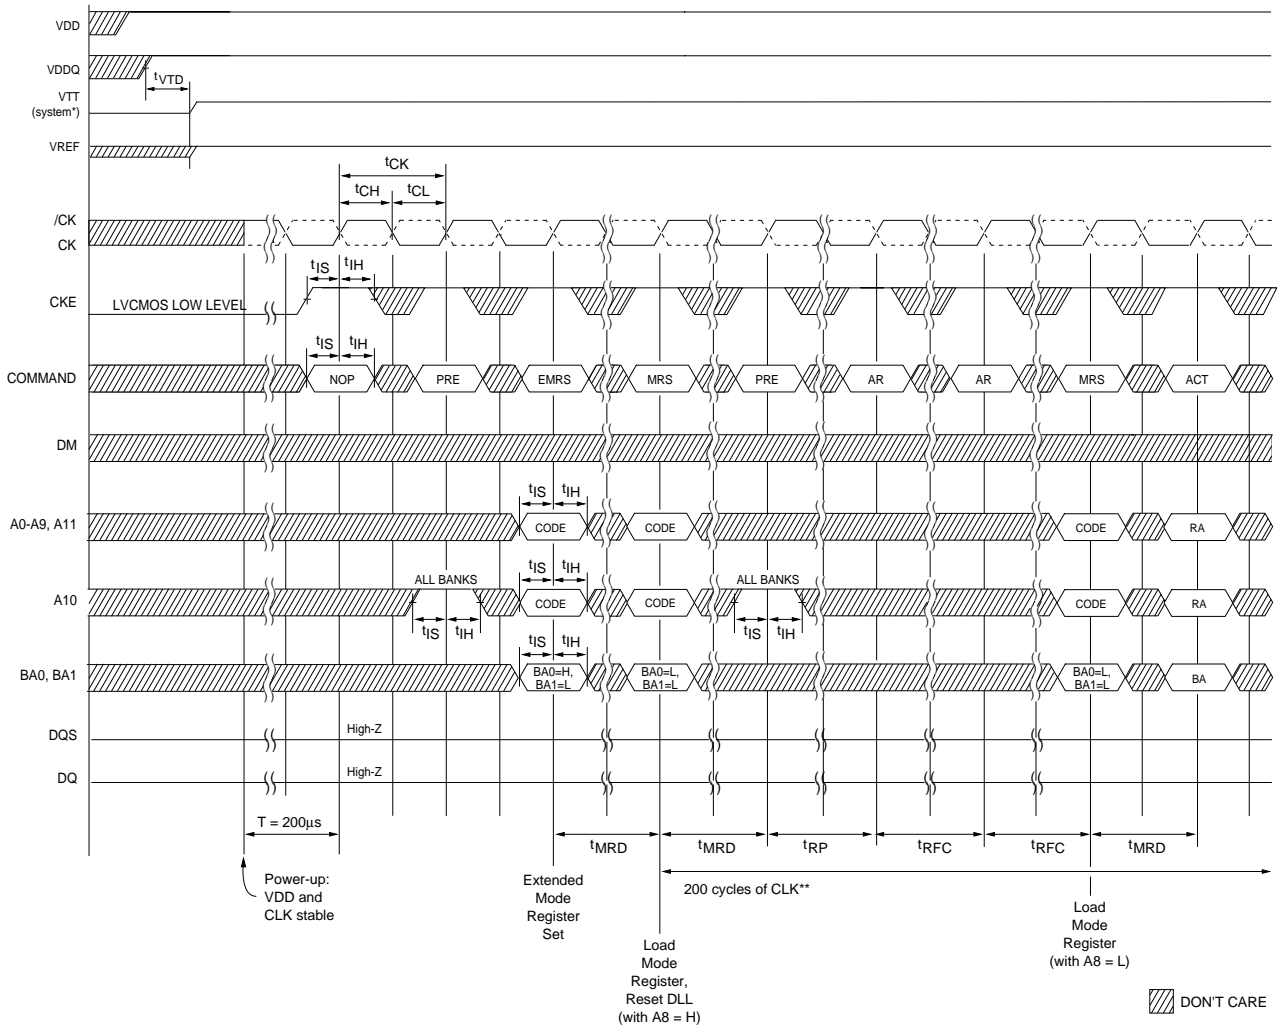 VDD
VDDQ
tVTD
VTT
(system*)
VREF
tCK
tCH
tCL
/CK
CK
tIS
tIH
CKE
LVCMOS LOW LEVEL
tIS
tIH
COMMAND
NOP
PRE
EMRS
MRS
PRE
AR
AR
MRS
ACT
DM
tIS
tIH
A0-A9, A11
CODE
CODE
CODE
RA
ALL BANKS
tIS
tIH
ALL BANKS
A10
CODE
CODE
CODE
RA
tIS
tIH
tIS
tIH
tIS
tIH
BA0, BA1
BA0=H,
BA1=L
BA0=L,
BA1=L
BA0=L,
BA1=L
BA
DQS
High-Z
DQ
High-Z
T = 200µs
tMRD
tMRD
tRP
tRFC
tRFC
tMRD
Power-up:
VDD and
CLK stable
Extended
Mode
Register
Set
200 cycles of CLK**
Load
Mode
Register,
Reset DLL
(with A8 = H)
Load
Mode
Register
(with A8 = L)
DON'T CARE